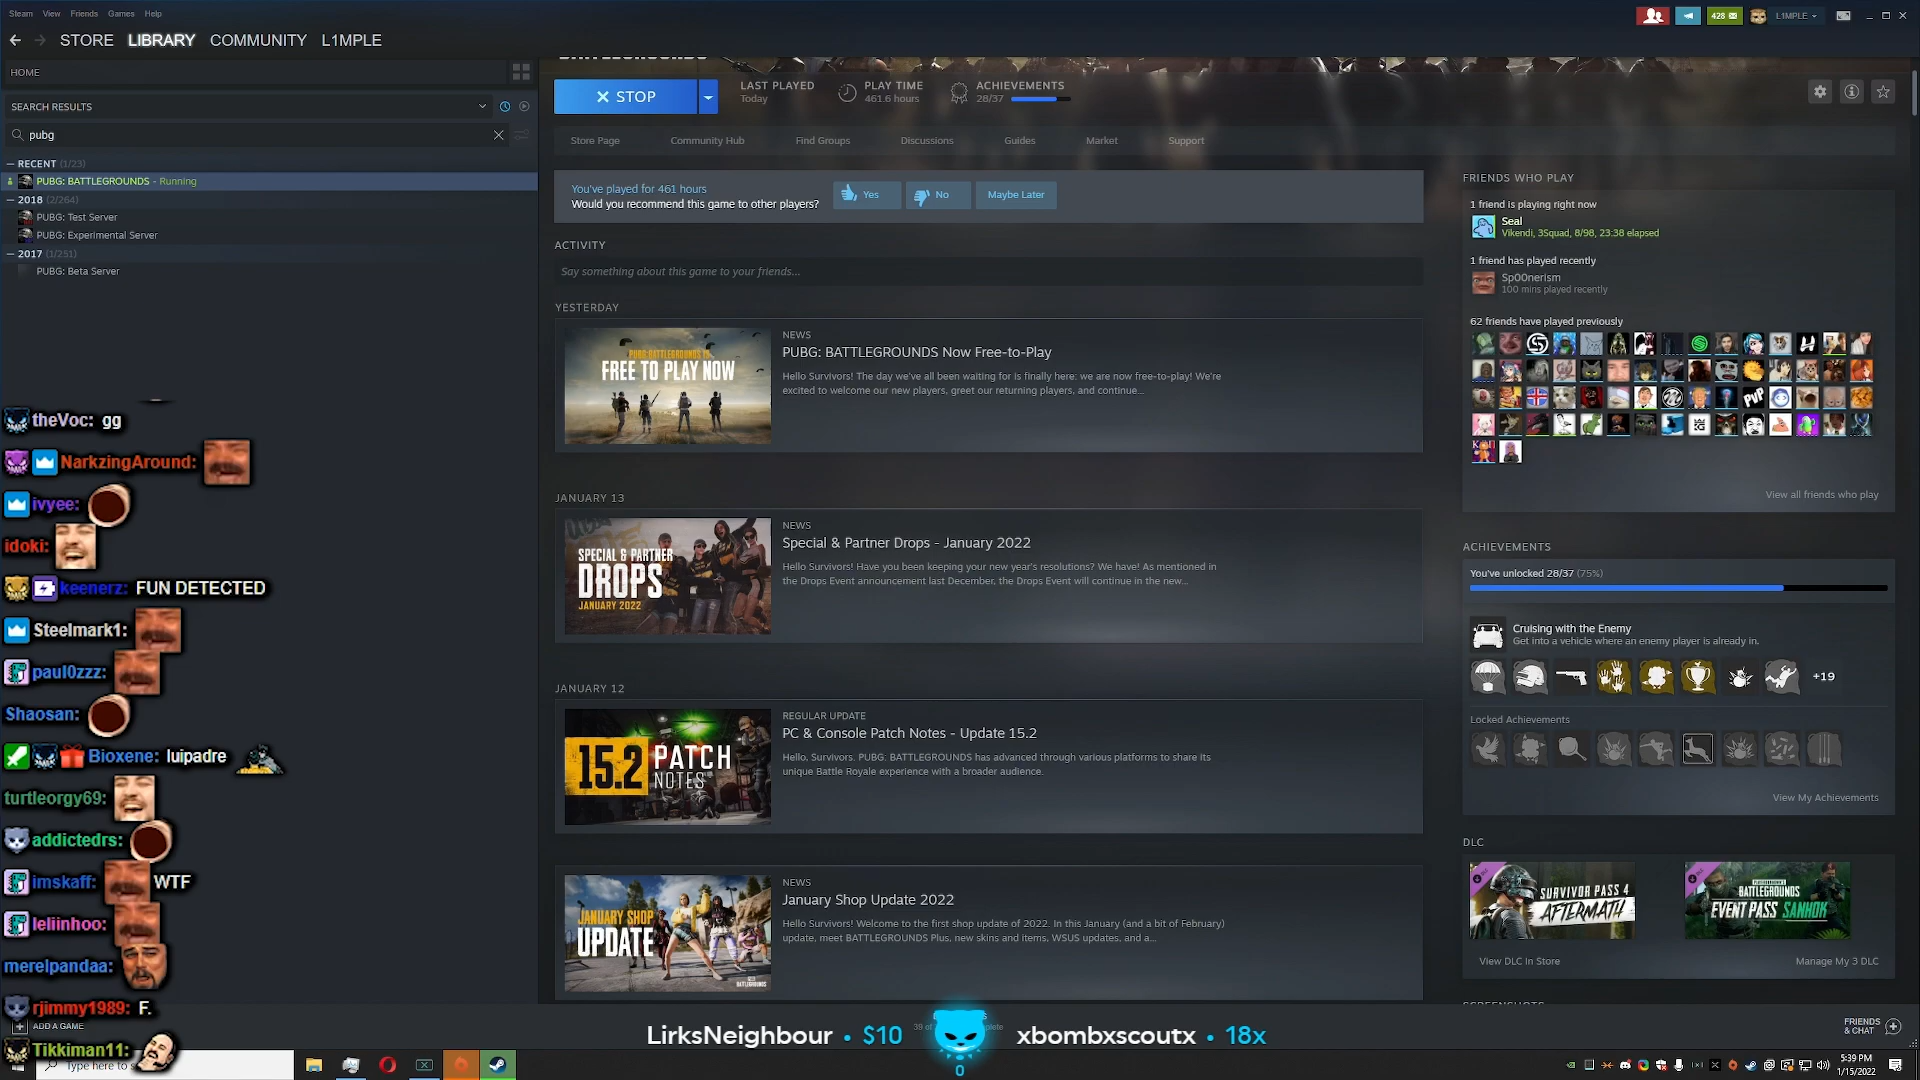 Steam View Friends Games Help
428
L1MPLE
STORE LIBRARY COMMUNITY L1MPLE
HOME
SEARCH RESULTS
pubg
RECENT (1/23)
PUBG: BATTLEGROUNDS - Running
2018 (2/264)
PUBG: Test Server
PUBG: Experimental Server
2017 (1/251)
PUBG: Beta Server
theVoc: gg
NarkzingAround:
ivyee:
idoki:
keenerz: FUN DETECTED
Steelmark1:
paul0zzz:
Shaosan:
Bioxene: luipadre
turtleorgy69:
addictedrs:
imskaff: WTF
leliinhoo:
merelpandaa:
rjimmy1989: F.
ADD A GAME
Tikkiman11:
Type here to s
STOP
LAST PLAYED
Today
PLAY TIME
461.6 hours
ACHIEVEMENTS
28/37
Store Page Community Hub Find Groups Discussions Guides Market Support
You've played for 461 hours
Would you recommend this game to other players?
Yes No Maybe Later
ACTIVITY
Say something about this game to your friends...
YESTERDAY
PUBG: BATTLEGROUNDS IS
FREE TO PLAY NOW
NEWS
PUBG: BATTLEGROUNDS Now Free-to-Play
Hello Survivors! The day we've all been waiting for is finally here: we are now free-to-play! We're
excited to welcome our new players, greet our returning players, and continue...
JANUARY 13
SPECIAL & PARTNER
DROPS
JANUARY 2022
NEWS
Special & Partner Drops - January 2022
Hello Survivors! Have you been keeping your new year's resolutions? We have! As mentioned in
the Drops Event announcement last December, the Drops Event will continue in the new...
JANUARY 12
15.2 PATCH
NOTES
REGULAR UPDATE
PC & Console Patch Notes - Update 15.2
Hello, Survivors. PUBG: BATTLEGROUNDS has advanced through various platforms to share its
unique Battle Royale experience with a broader audience.
JANUARY SHOP
UPDATE
NEWS
January Shop Update 2022
Hello Survivors! Welcome to the first shop update of 2022. In this January (and a bit of February)
update, meet BATTLEGROUNDS Plus, new skins and items, WSUS updates, and a...
FRIENDS WHO PLAY
1 friend is playing right now
Seal
Vikendi, 3Squad, 8/98, 23:38 elapsed
1 friend has played recently
Sp00nerism
100 mins played recently
62 friends have played previously
PVP
View all friends who play
ACHIEVEMENTS
You've unlocked 28/37 (75%)
Cruising with the Enemy
Get into a vehicle where an enemy player is already in.
+19
Locked Achievements
View My Achievements
DLC
SURVIVOR PASS 4
AFTERMATH
BATTLEGROUNDS
EVENT PASS SANHOK
View DLC In Store
Manage My 3 DLC
SCREENSHOTS
LirksNeighbour • $10
xbombxscoutx • 18x
0
FRIENDS
& CHAT
5:39 PM
1/15/2022